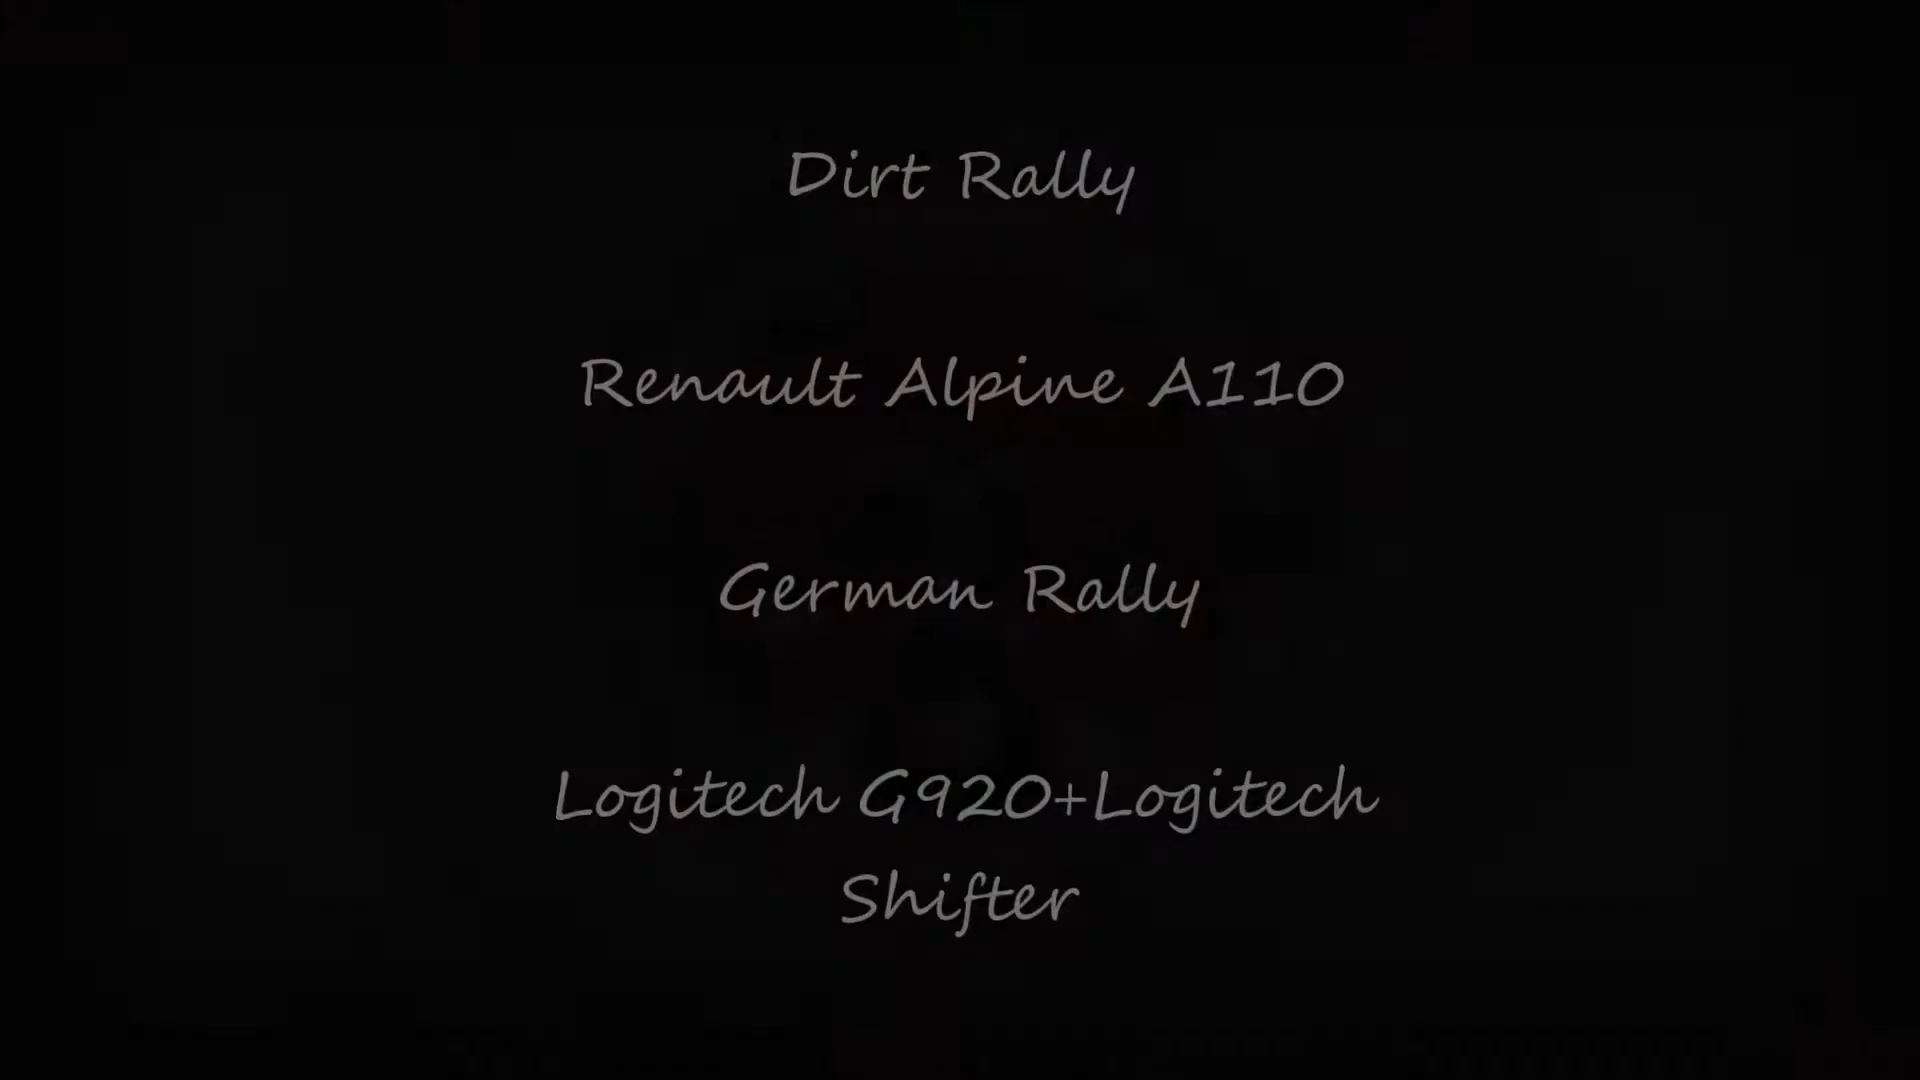 Dirt Rally
Renault Alpine A110
German Rally
Logitech G920+Logitech
Shifter